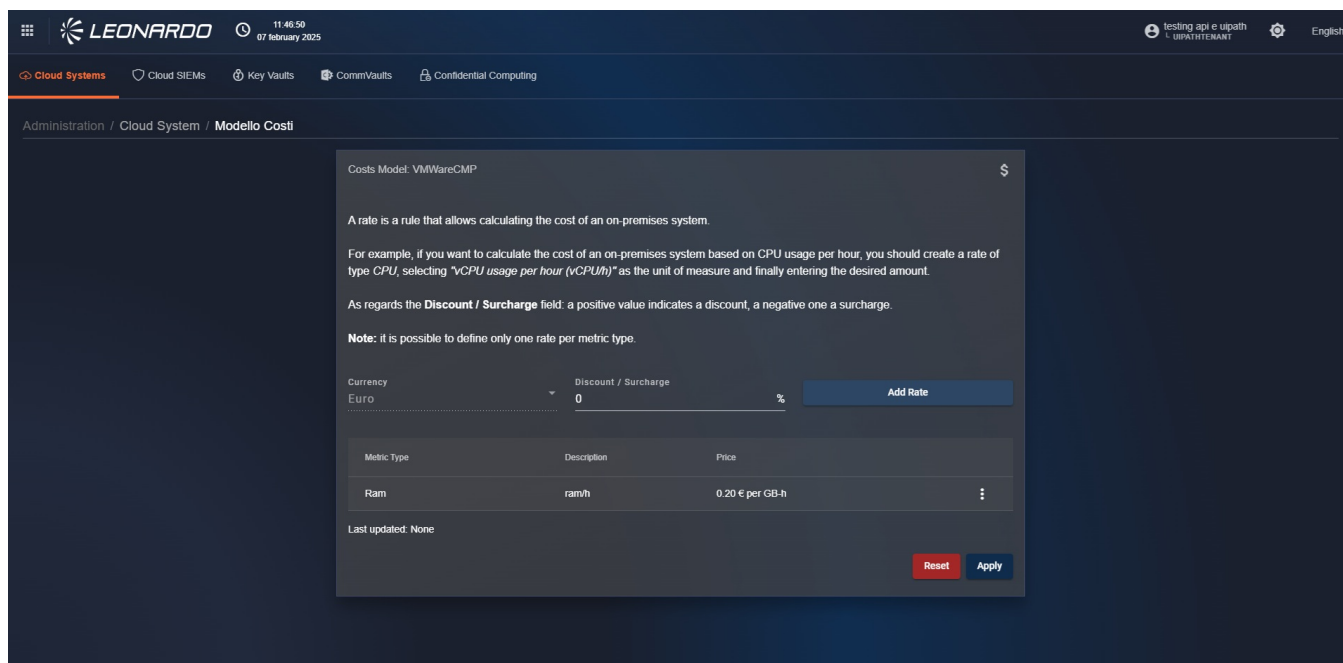 LEONARDO
11:46:50
07 february 2025
testing api e uipath
└ UIPATHTENANT
English
Cloud Systems
Cloud SIEMs
Key Vaults
CommVaults
Confidential Computing
Administration / Cloud System / Modello Costi
Costs Model: VMWareCMP
$
A rate is a rule that allows calculating the cost of an on-premises system.
For example, if you want to calculate the cost of an on-premises system based on CPU usage per hour, you should create a rate of
type CPU, selecting "vCPU usage per hour (vCPU/h)" as the unit of measure and finally entering the desired amount.
As regards the Discount / Surcharge field: a positive value indicates a discount, a negative one a surcharge.
Note: it is possible to define only one rate per metric type.
Currency
Euro
Discount / Surcharge
0 %
Add Rate
Metric Type Description Price
Ram ram/h 0.20 € per GB-h
Last updated: None
Reset Apply